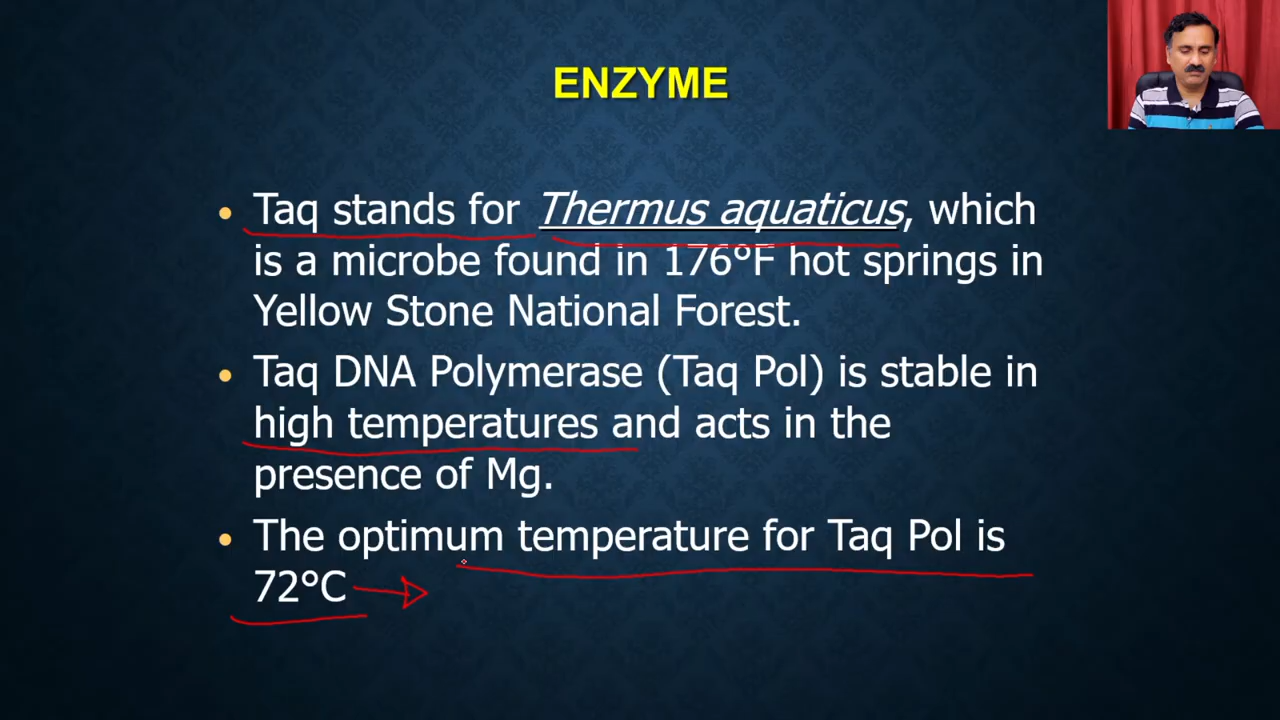 ENZYME
Taq stands for Thermus aquaticus, which
is a microbe found in 176°F hot springs in
Yellow Stone National Forest.
Taq DNA Polymerase (Taq Pol) is stable in
high temperatures and acts in the
presence of Mg.
The optimum temperature for Taq Pol is
72°C